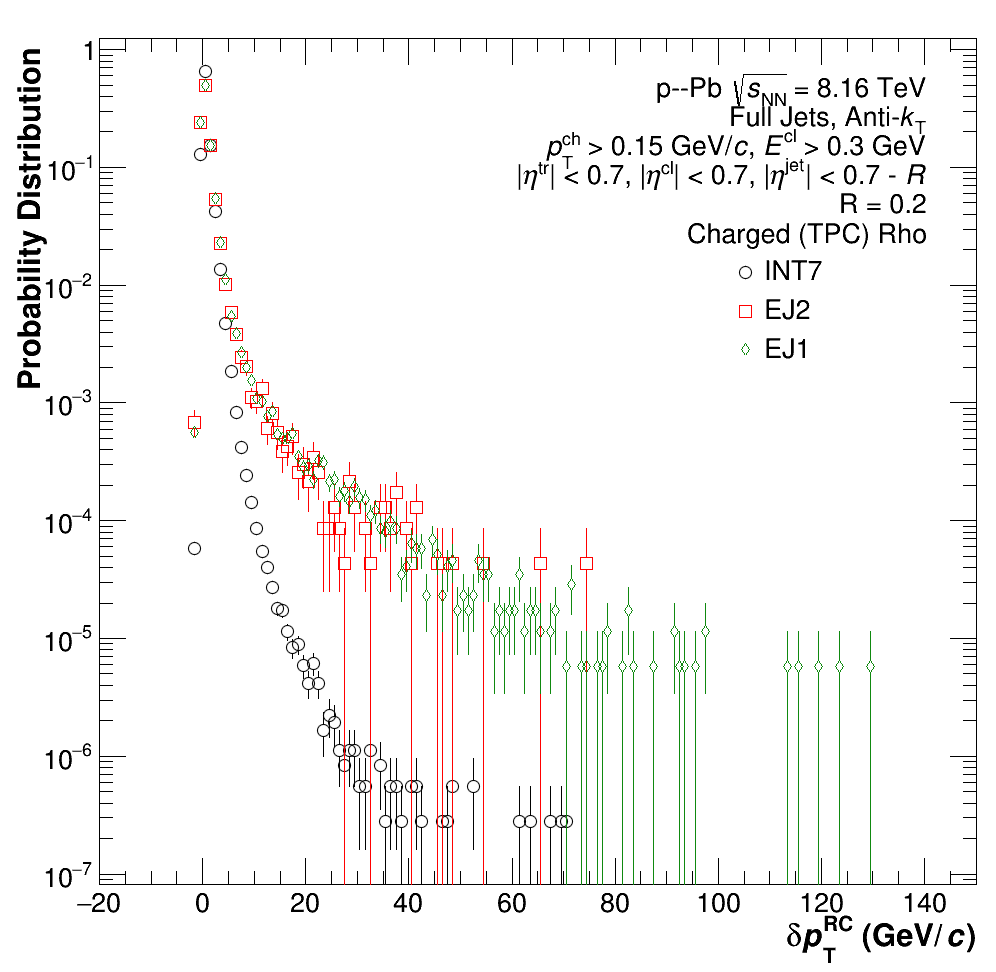 Probability Distribution
1
10⁻¹
10⁻²
10⁻³
10⁻⁴
10⁻⁵
10⁻⁶
10⁻⁷
p--Pb √s_NN = 8.16 TeV
Full Jets, Anti-k_T
p_T^ch > 0.15 GeV/c, E^cl > 0.3 GeV
|η^tr| < 0.7, |η^cl| < 0.7, |η^jet| < 0.7 - R
R = 0.2
Charged (TPC) Rho
INT7
EJ2
EJ1
−20 0 20 40 60 80 100 120 140
δp_T^RC (GeV/c)